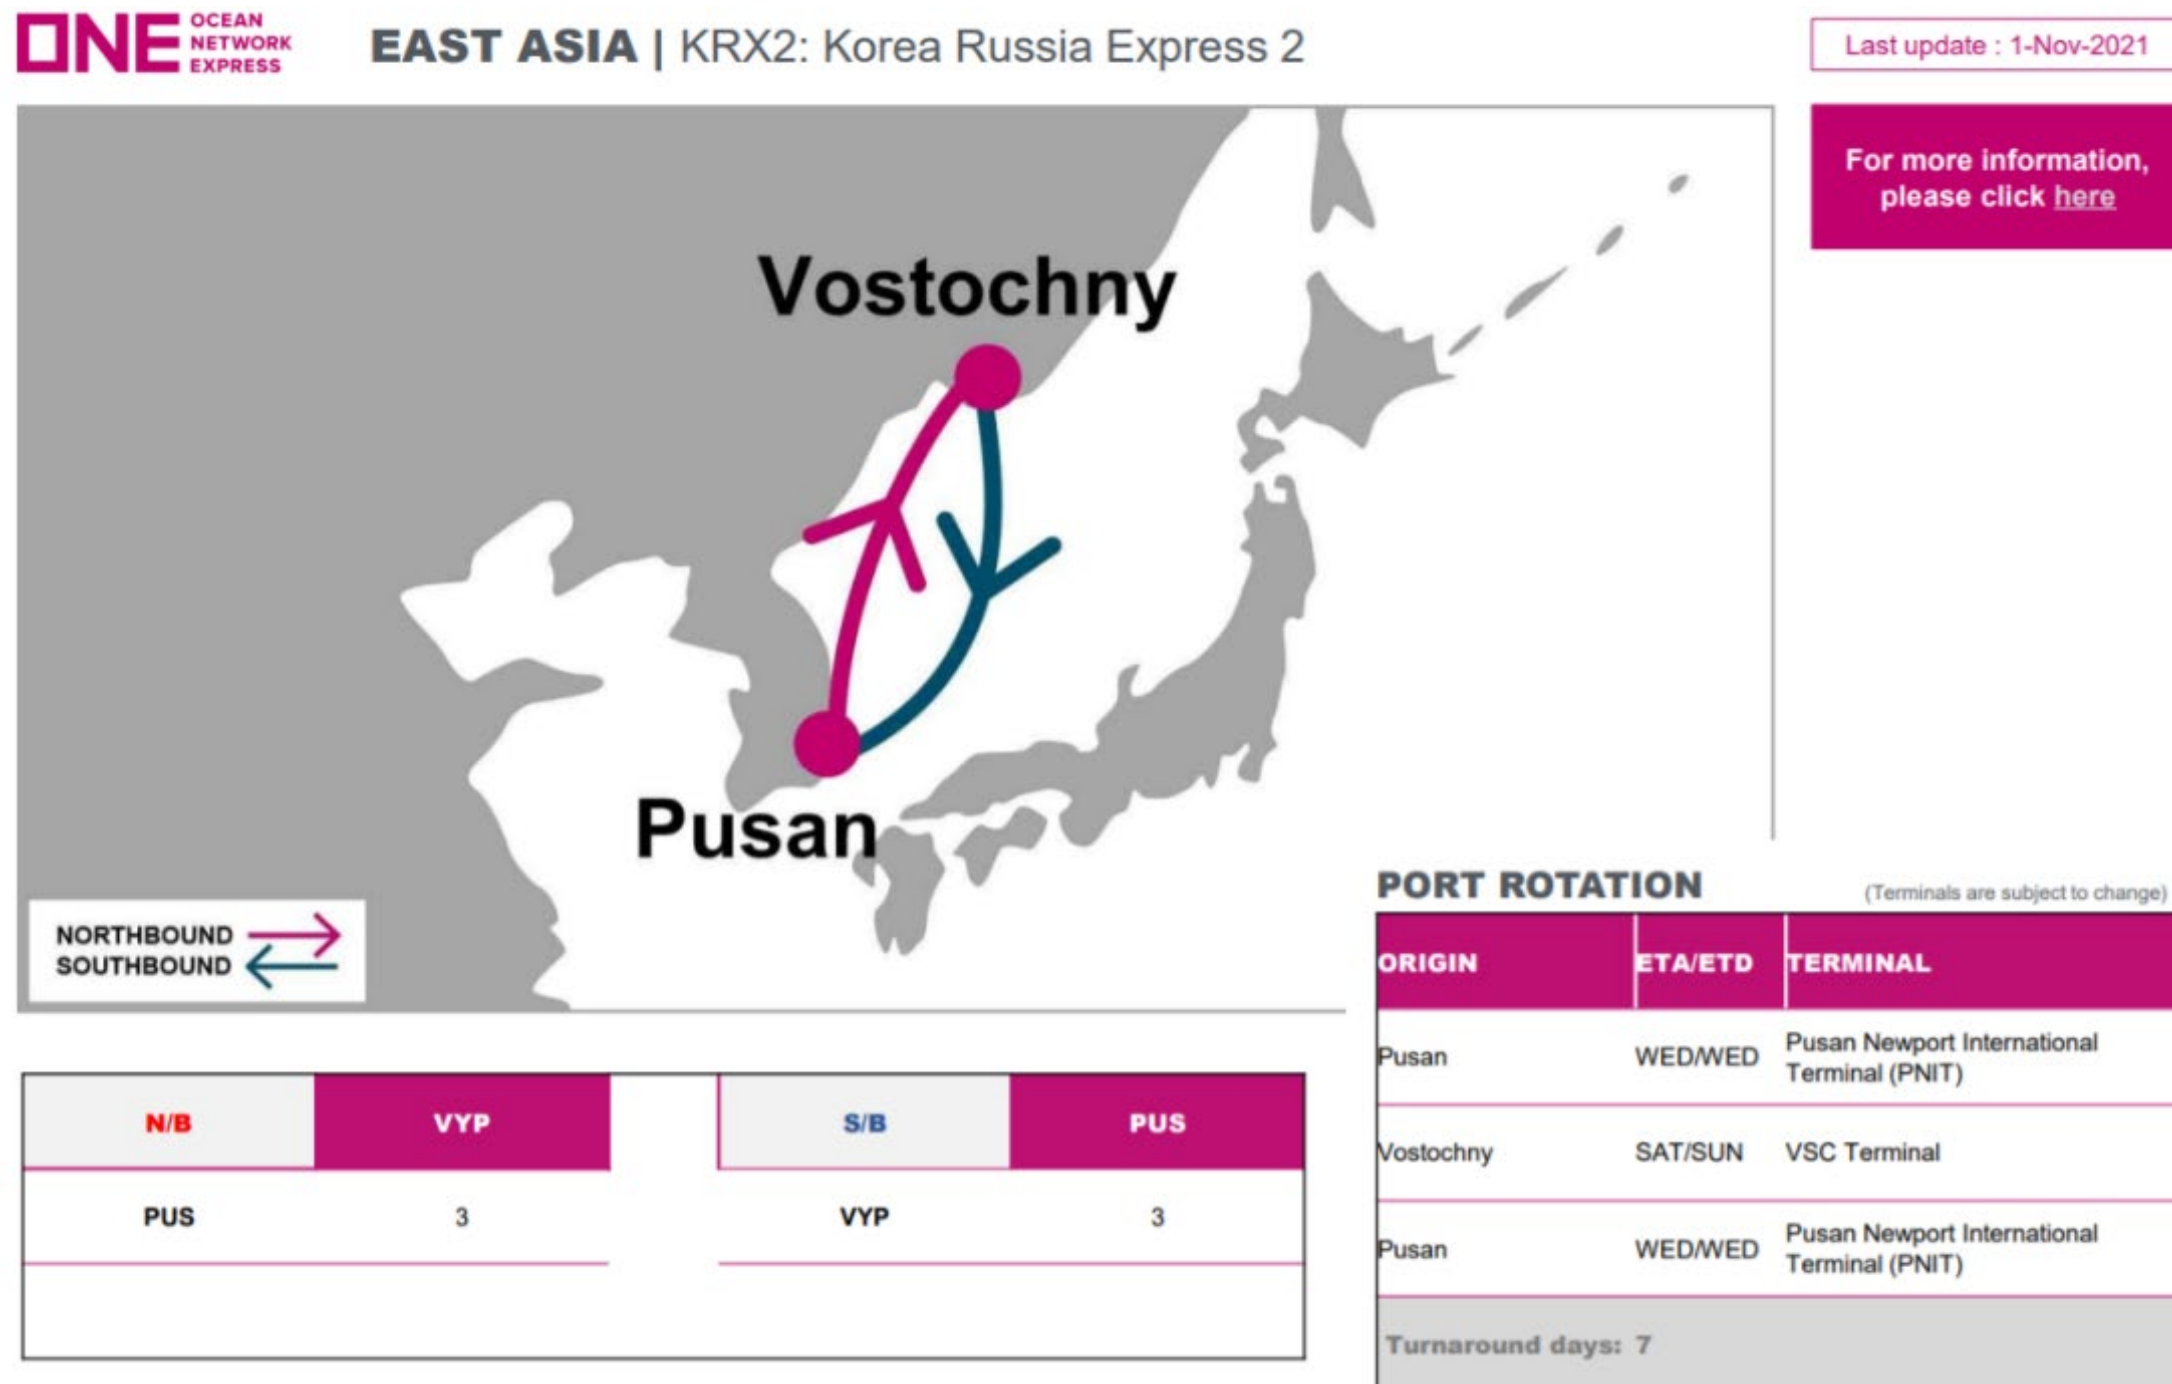 ONE OCEAN
NETWORK
EXPRESS
EAST ASIA | KRX2: Korea Russia Express 2
Last update : 1-Nov-2021
For more information,
please click here
Vostochny
Pusan
NORTHBOUND
SOUTHBOUND
N/B VYP
PUS 3
S/B PUS
VYP 3
PORT ROTATION
(Terminals are subject to change)
ORIGIN ETA/ETD TERMINAL
Pusan WED/WED Pusan Newport International
Terminal (PNIT)
Vostochny SAT/SUN VSC Terminal
Pusan WED/WED Pusan Newport International
Terminal (PNIT)
Turnaround days: 7